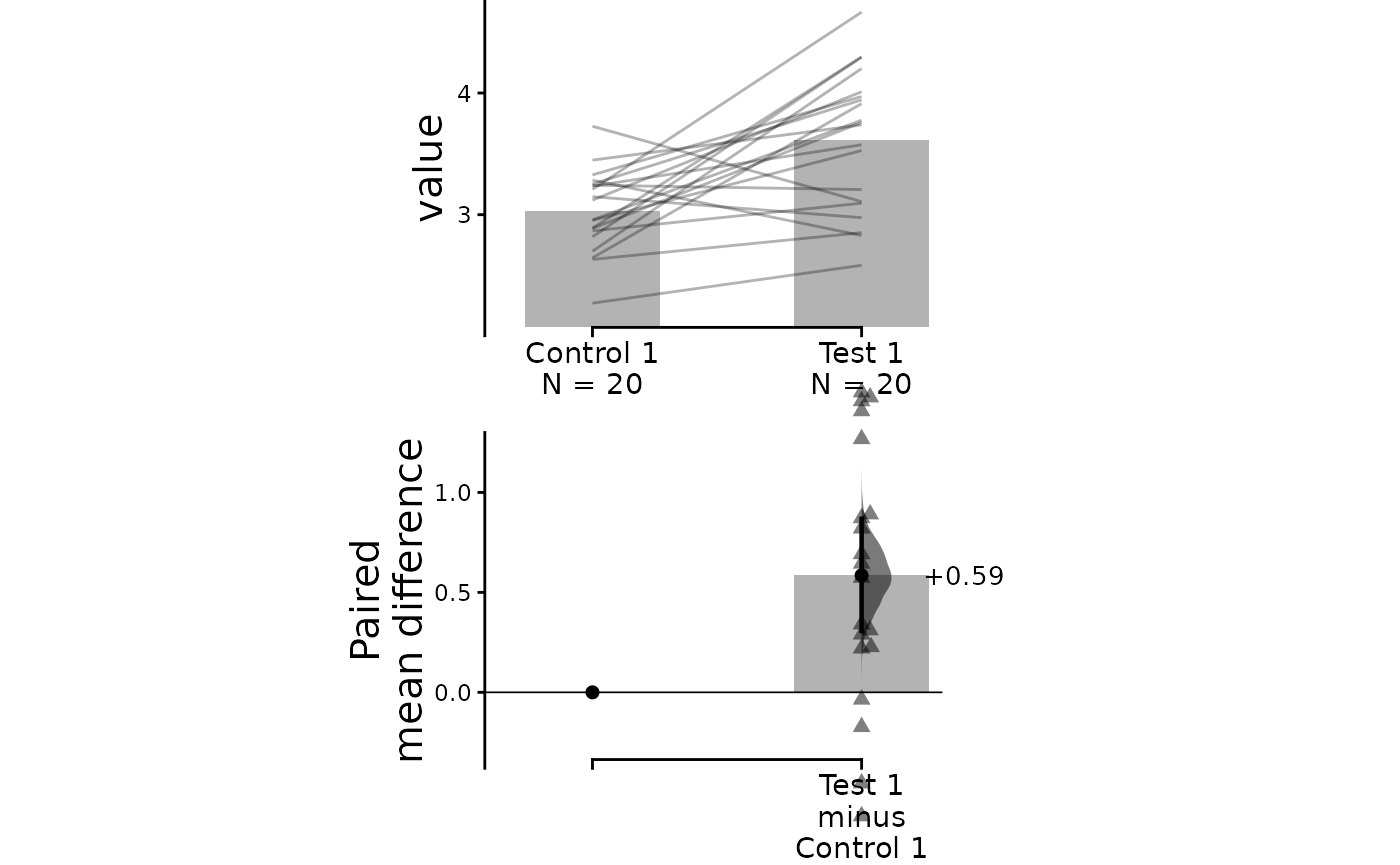 value
4
3
Control 1
N = 20
Test 1
N = 20
Paired
mean difference
1.0
0.5
0.0
+0.59
Test 1
minus
Control 1